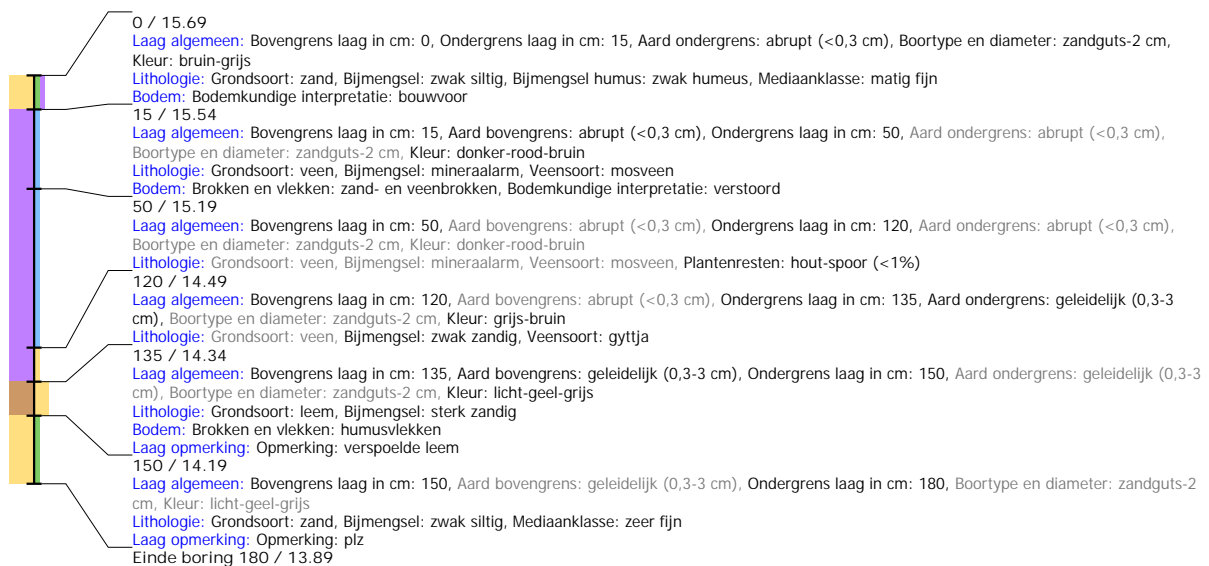 0 / 15.69
Laag algemeen: Bovengrens laag in cm: 0, Ondergrens laag in cm: 15, Aard ondergrens: abrupt (<0,3 cm), Boortype en diameter: zandguts-2 cm,
Kleur: bruin-grijs
Lithologie: Grondsoort: zand, Bijmengsel: zwak siltig, Bijmengsel humus: zwak humeus, Mediaanklasse: matig fijn
Bodem: Bodemkundige interpretatie: bouwvoor
15 / 15.54
Laag algemeen: Bovengrens laag in cm: 15, Aard bovengrens: abrupt (<0,3 cm), Ondergrens laag in cm: 50, Aard ondergrens: abrupt (<0,3 cm),
Boortype en diameter: zandguts-2 cm, Kleur: donker-rood-bruin
Lithologie: Grondsoort: veen, Bijmengsel: mineraalarm, Veensoort: mosveen
Bodem: Brokken en vlekken: zand- en veenbrokken, Bodemkundige interpretatie: verstoord
50 / 15.19
Laag algemeen: Bovengrens laag in cm: 50, Aard bovengrens: abrupt (<0,3 cm), Ondergrens laag in cm: 120, Aard ondergrens: abrupt (<0,3 cm),
Boortype en diameter: zandguts-2 cm, Kleur: donker-rood-bruin
Lithologie: Grondsoort: veen, Bijmengsel: mineraalarm, Veensoort: mosveen, Plantenresten: hout-spoor (<1%)
120 / 14.49
Laag algemeen: Bovengrens laag in cm: 120, Aard bovengrens: abrupt (<0,3 cm), Ondergrens laag in cm: 135, Aard ondergrens: geleidelijk (0,3-3
cm), Boortype en diameter: zandguts-2 cm, Kleur: grijs-bruin
Lithologie: Grondsoort: veen, Bijmengsel: zwak zandig, Veensoort: gyttja
135 / 14.34
Laag algemeen: Bovengrens laag in cm: 135, Aard bovengrens: geleidelijk (0,3-3 cm), Ondergrens laag in cm: 150, Aard ondergrens: geleidelijk (0,3-3
cm), Boortype en diameter: zandguts-2 cm, Kleur: licht-geel-grijs
Lithologie: Grondsoort: leem, Bijmengsel: sterk zandig
Bodem: Brokken en vlekken: humusvlekken
Laag opmerking: Opmerking: verspoelde leem
150 / 14.19
Laag algemeen: Bovengrens laag in cm: 150, Aard bovengrens: geleidelijk (0,3-3 cm), Ondergrens laag in cm: 180, Boortype en diameter: zandguts-2
cm, Kleur: licht-geel-grijs
Lithologie: Grondsoort: zand, Bijmengsel: zwak siltig, Mediaanklasse: zeer fijn
Laag opmerking: Opmerking: plz
Einde boring 180 / 13.89